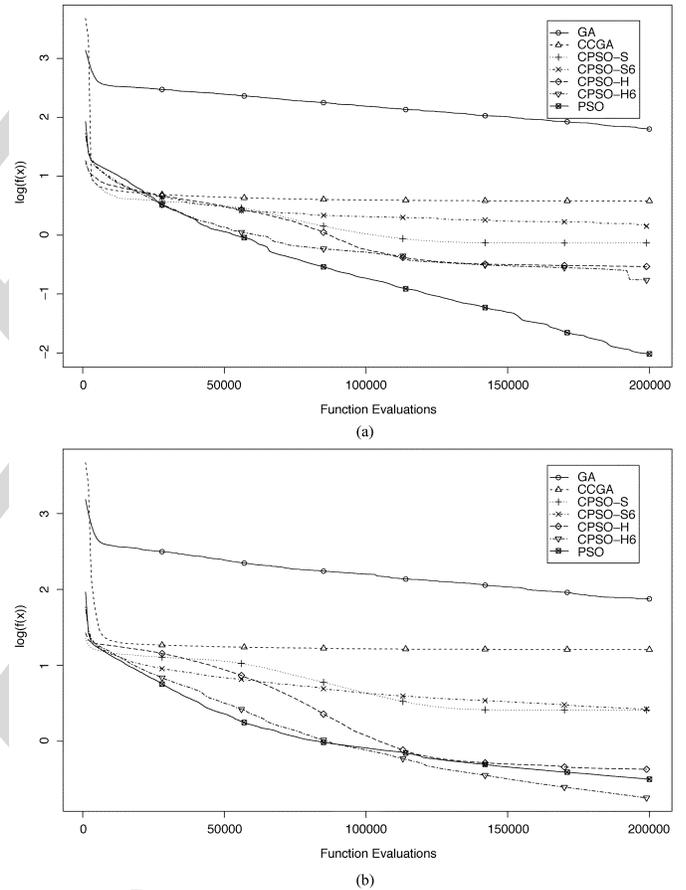 3
2
1
0
−1
−2
log(f(x))
GA
CCGA
CPSO−S
CPSO−S6
CPSO−H
CPSO−H6
PSO
0 50000 100000 150000 200000
Function Evaluations
(a)
3
2
1
0
log(f(x))
GA
CCGA
CPSO−S
CPSO−S6
CPSO−H
CPSO−H6
PSO
0 50000 100000 150000 200000
Function Evaluations
(b)